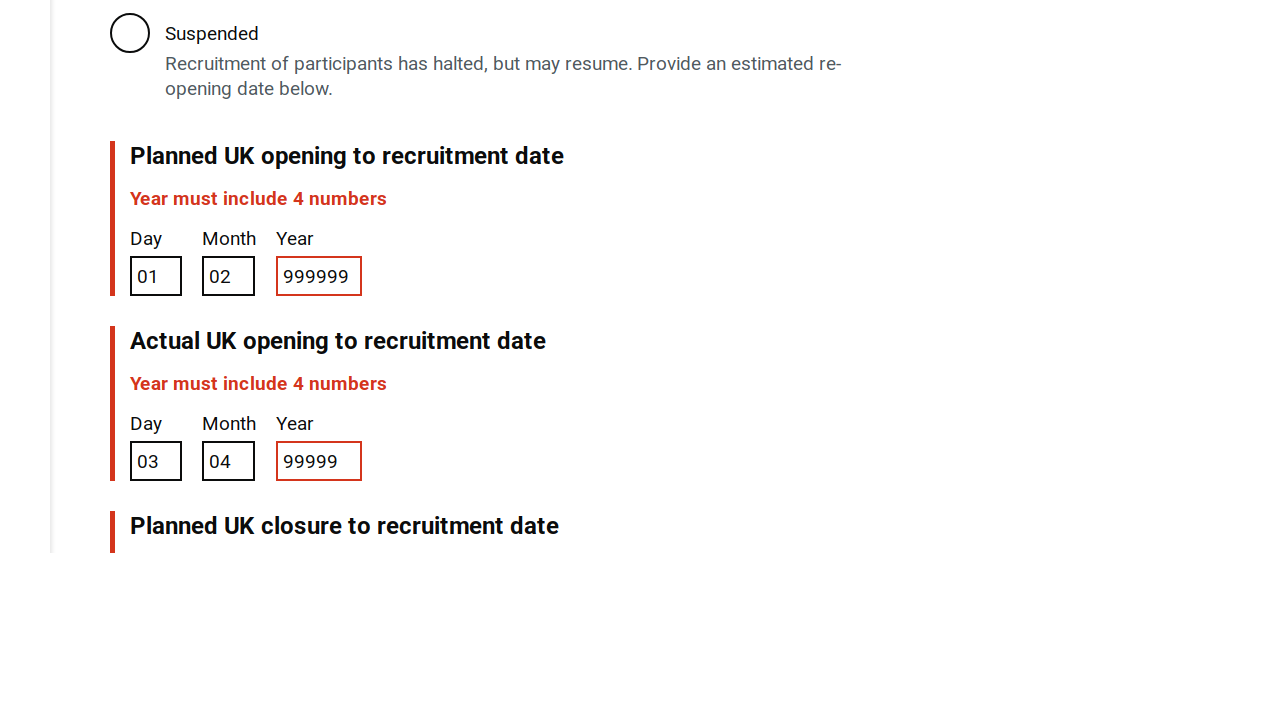 Suspended
Recruitment of participants has halted, but may resume. Provide an estimated re-
opening date below.
Planned UK opening to recruitment date
Year must include 4 numbers
Day Month Year
01 02 999999
Actual UK opening to recruitment date
Year must include 4 numbers
Day Month Year
03 04 99999
Planned UK closure to recruitment date